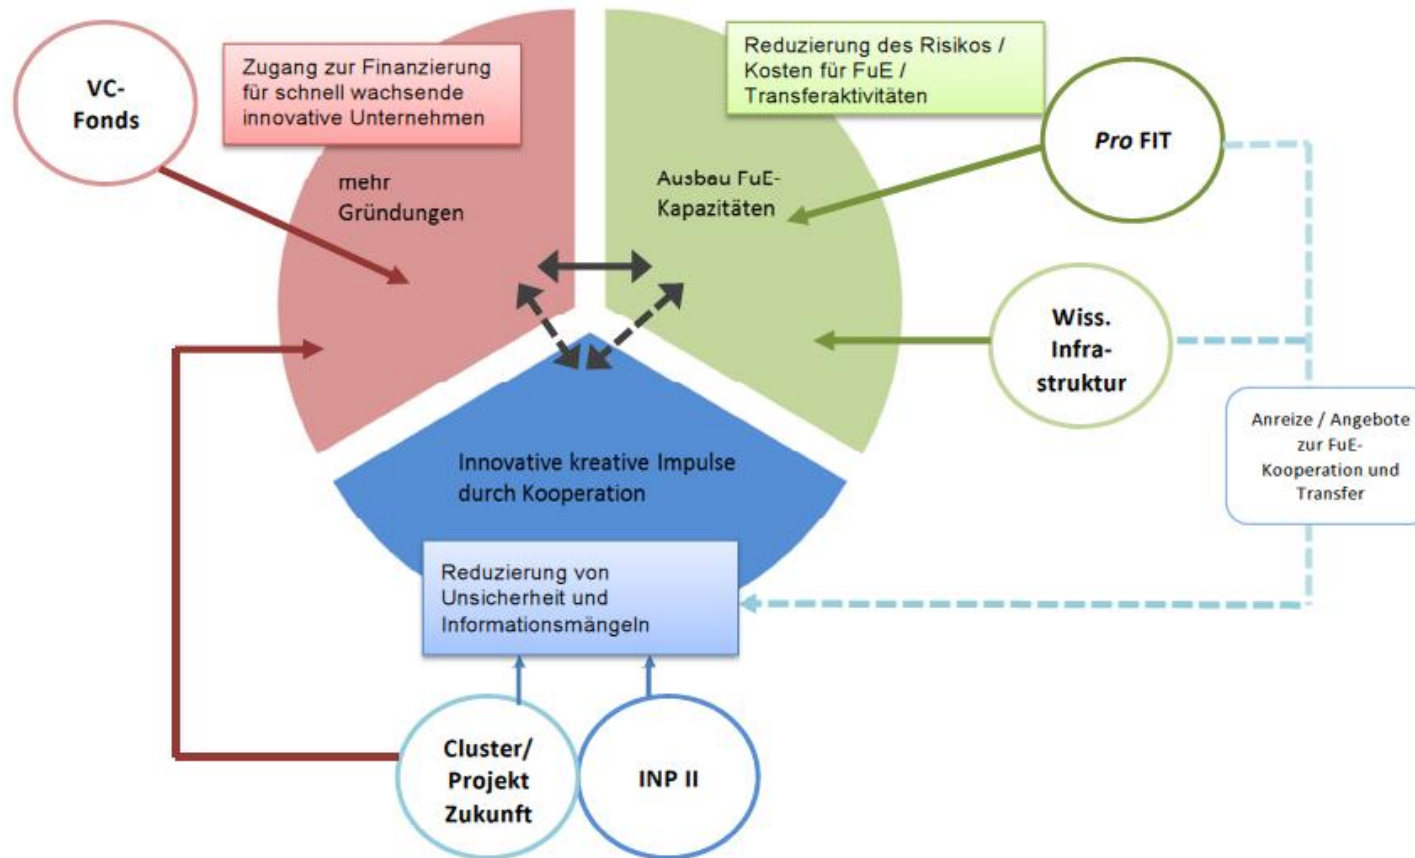 VC-
Fonds
Zugang zur Finanzierung
für schnell wachsende
innovative Unternehmen
mehr
Gründungen
Reduzierung des Risikos /
Kosten für FuE /
Transferaktivitäten
Pro FIT
Ausbau FuE-
Kapazitäten
Wiss.
Infra-
struktur
Anreize / Angebote
zur FuE-
Kooperation und
Transfer
Innovative kreative Impulse
durch Kooperation
Reduzierung von
Unsicherheit und
Informationsmängeln
Cluster/
Projekt
Zukunft
INP II